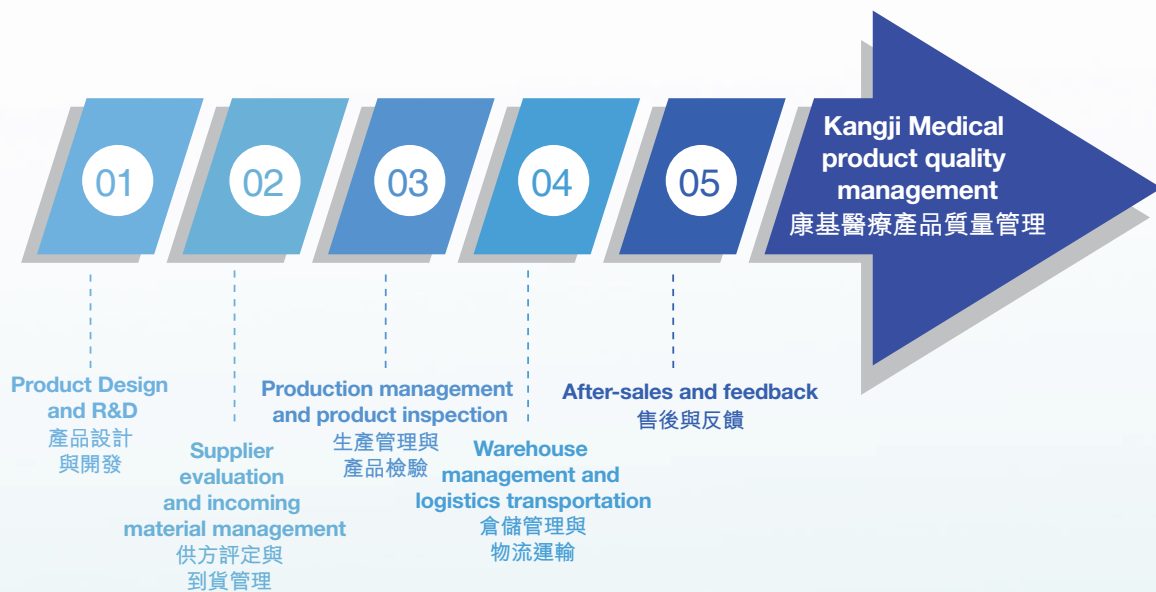 01
02
03
04
05
Kangji Medical
product quality
management
康基醫療產品質量管理
Product Design
and R&D
產品設計
與開發
Supplier
evaluation
and incoming
material management
供方評定與
到貨管理
Production management
and product inspection
生產管理與
產品檢驗
Warehouse
management and
logistics transportation
倉儲管理與
物流運輸
After-sales and feedback
售後與反饋